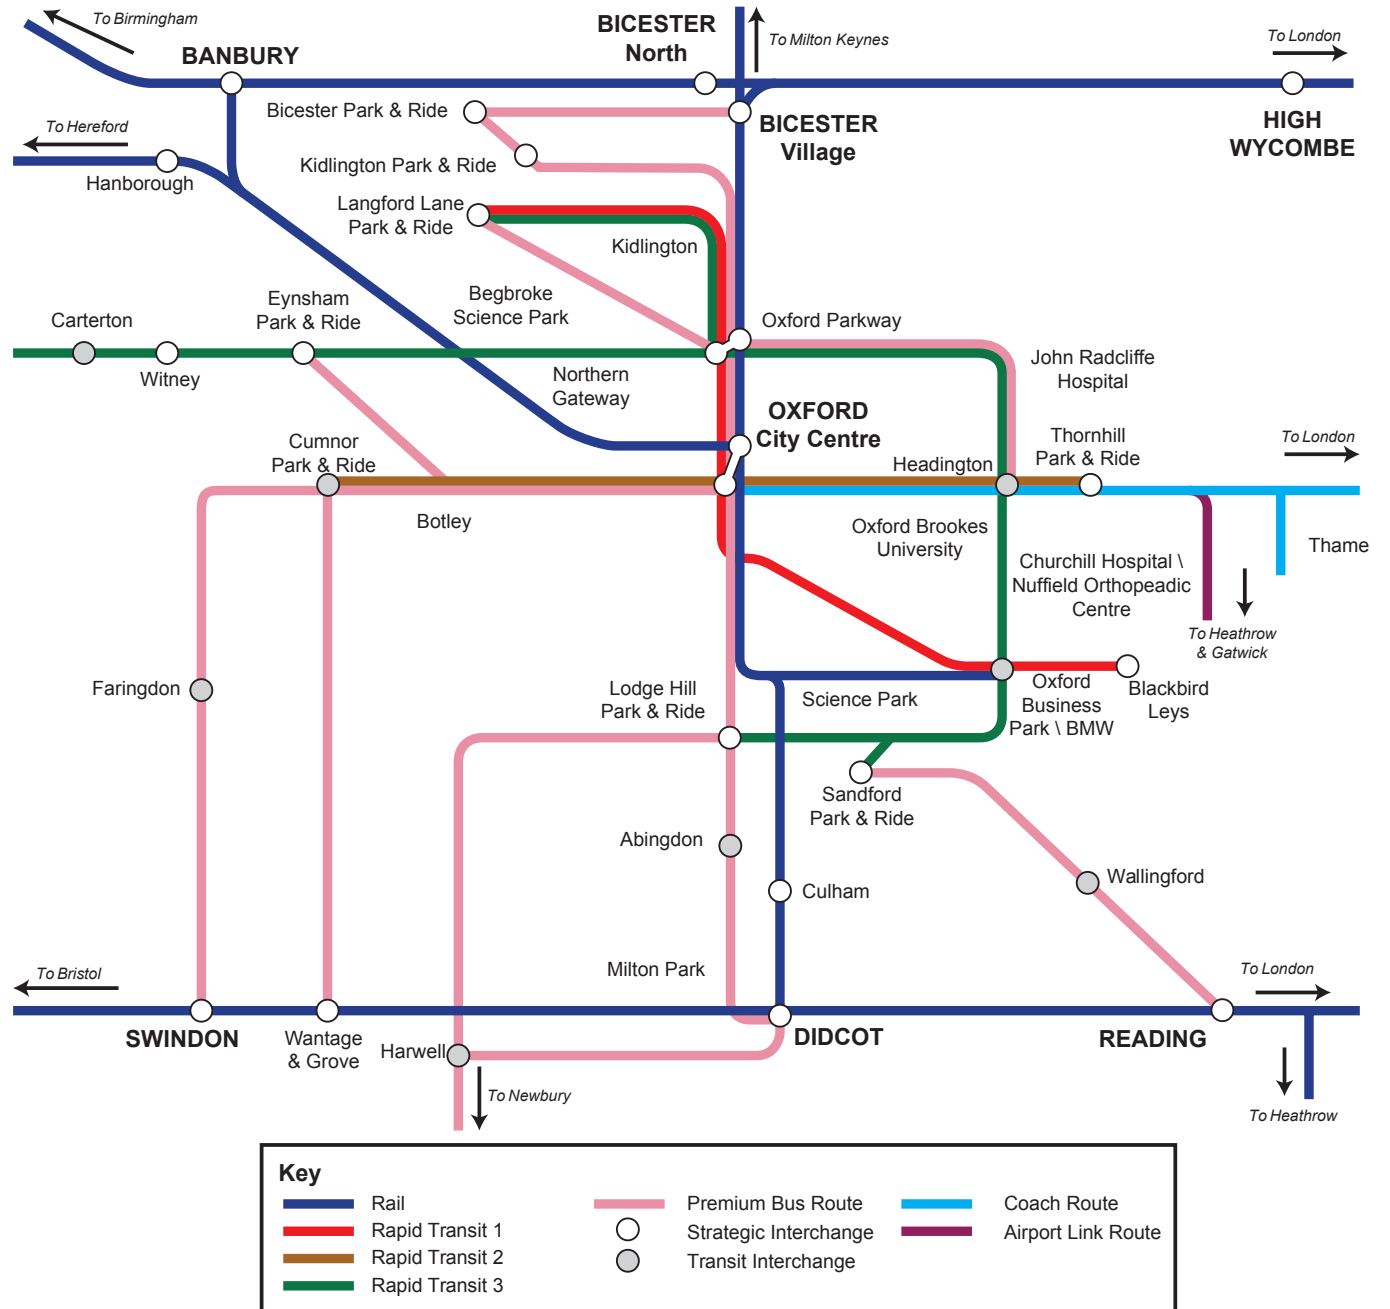 To Birmingham
BICESTER
North
To Milton Keynes
To London
BANBURY
Bicester Park & Ride
BICESTER
Village
HIGH
WYCOMBE
To Hereford
Kidlington Park & Ride
Hanborough
Langford Lane
Park & Ride
Kidlington
Begbroke
Science Park
Eynsham
Park & Ride
Carterton
Oxford Parkway
Witney
Northern
Gateway
John Radcliffe
Hospital
OXFORD
City Centre
Cumnor
Park & Ride
Headington
Thornhill
Park & Ride
To London
Botley
Oxford Brookes
University
Thame
Churchill Hospital \
Nuffield Orthopeadic
Centre
To Heathrow
& Gatwick
Faringdon
Lodge Hill
Park & Ride
Science Park
Oxford
Business
Park \ BMW
Blackbird
Leys
Sandford
Park & Ride
Abingdon
Culham
Wallingford
Milton Park
To Bristol
To London
SWINDON
Wantage
& Grove
Harwell
DIDCOT
READING
To Newbury
To Heathrow
Key
Rail
Premium Bus Route
Coach Route
Rapid Transit 1
Strategic Interchange
Airport Link Route
Rapid Transit 2
Transit Interchange
Rapid Transit 3